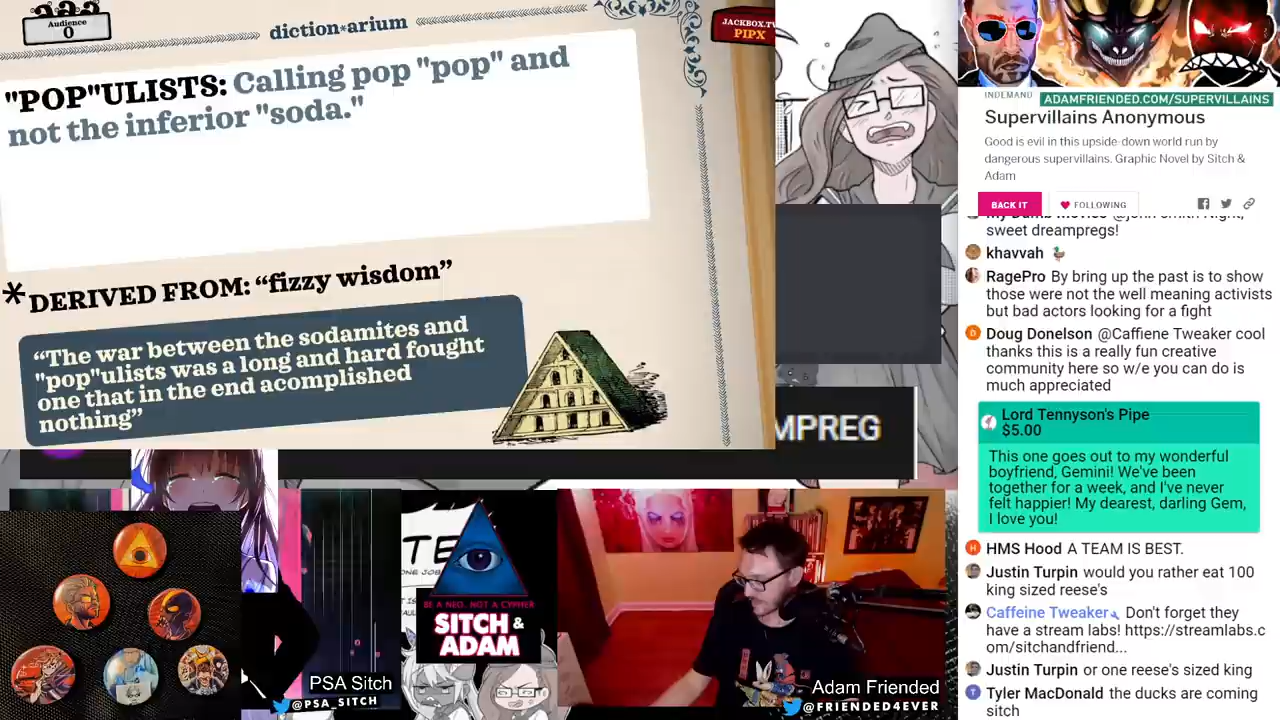 Audience
0
diction*arium
JACKBOX.TV
PIPX
"POP"ULISTS: Calling pop "pop" and
not the inferior "soda."
*DERIVED FROM: “fizzy wisdom”
“The war between the sodamites and
"pop"ulists was a long and hard fought
one that in the end acomplished
nothing”
MPREG
BE A NEO, NOT A CYPHER
SITCH &
ADAM
PSA Sitch
@PSA_SITCH
Adam Friended
@FRIENDED4EVER
INDEMAND
ADAMFRIENDED.COM/SUPERVILLAINS
Supervillains Anonymous
Good is evil in this upside-down world run by
dangerous supervillains. Graphic Novel by Sitch &
Adam
BACK IT
FOLLOWING
sweet dreampregs!
khavvah
RagePro By bring up the past is to show
those were not the well meaning activists
but bad actors looking for a fight
Doug Donelson @Caffiene Tweaker cool
thanks this is a really fun creative
community here so w/e you can do is
much appreciated
Lord Tennyson's Pipe
$5.00
This one goes out to my wonderful
boyfriend, Gemini! We've been
together for a week, and I've never
felt happier! My dearest, darling Gem,
I love you!
HMS Hood A TEAM IS BEST.
Justin Turpin would you rather eat 100
king sized reese's
Caffeine Tweaker Don't forget they
have a stream labs! https://streamlabs.c
om/sitchandfriend...
Justin Turpin or one reese's sized king
Tyler MacDonald the ducks are coming
sitch